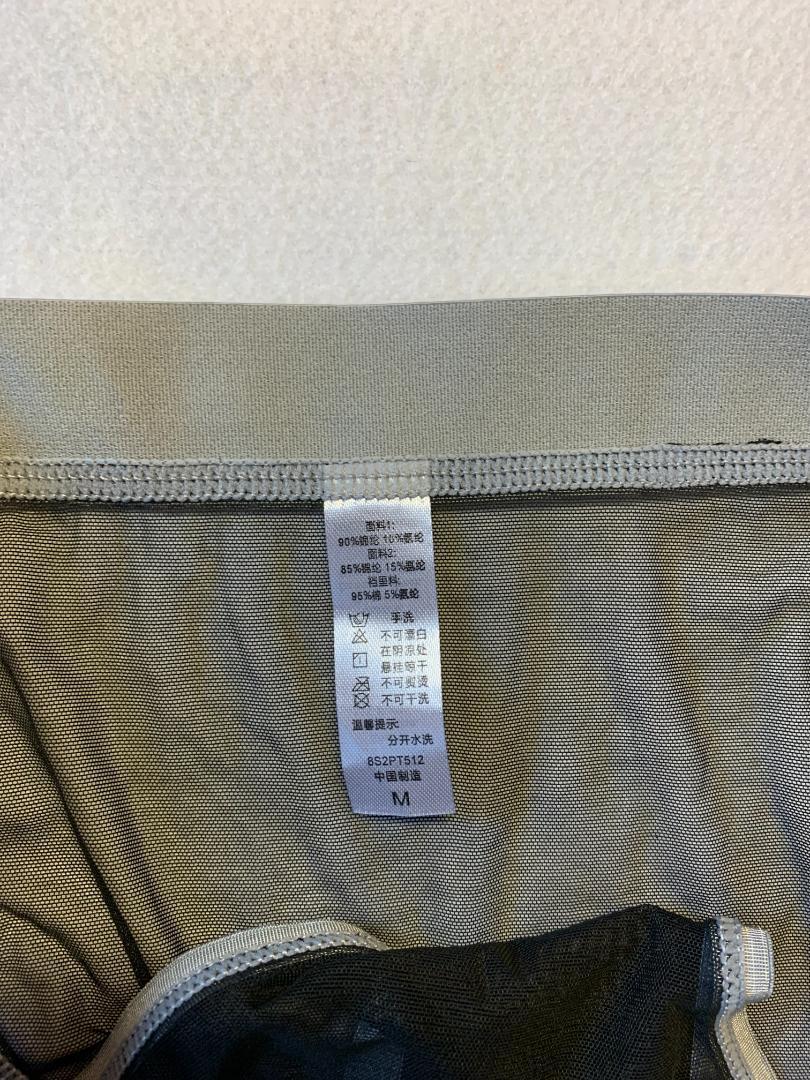 面料1:
90%锦纶 10%氨纶
面料2:
85%锦纶 15%氨纶
裆里料:
95%棉 5%氨纶
手洗
不可漂白
在阴凉处
悬挂晾干
不可熨烫
不可干洗
温馨提示:
分开水洗
8S2PT512
中国制造
M